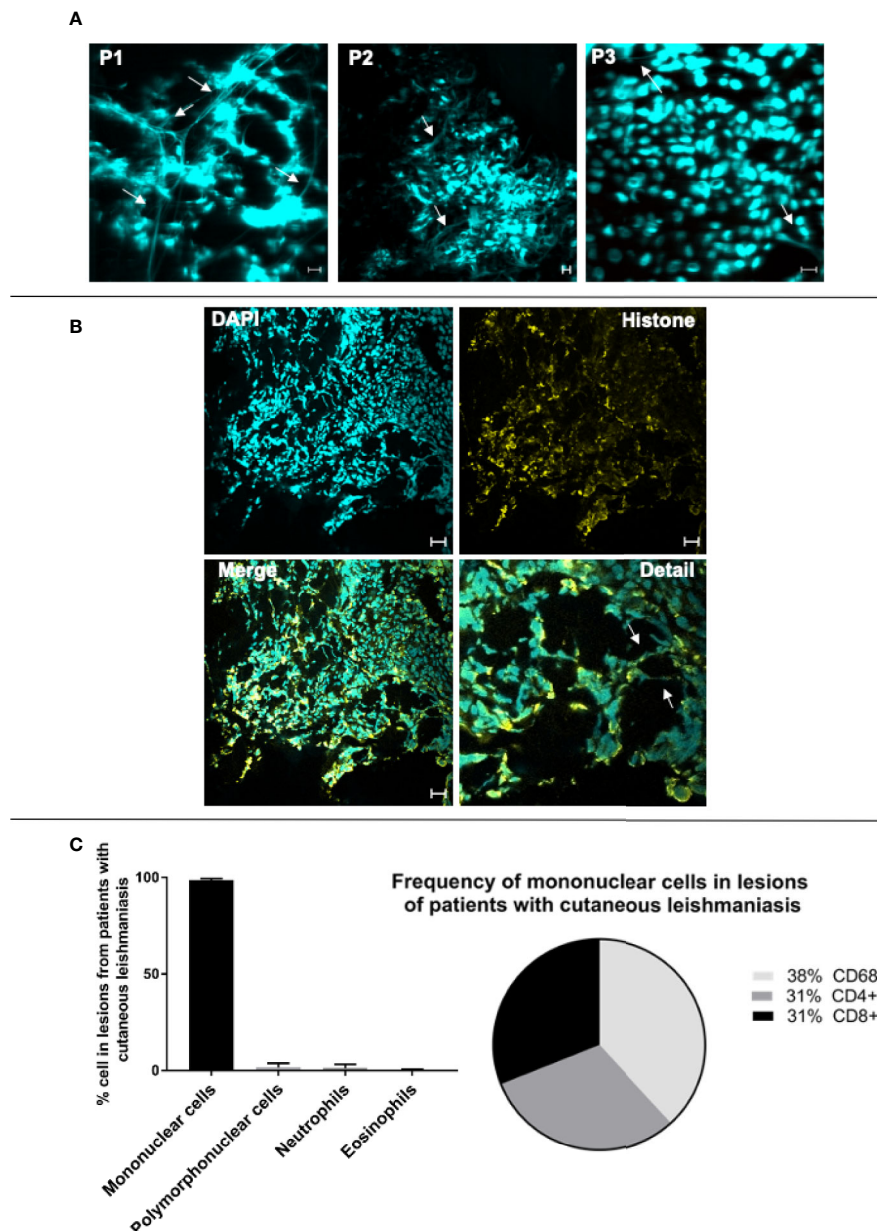 A
P1
P2
P3
B
DAPI
Histone
Merge
Detail
C
% cell in lesions from patients with
cutaneous leishmaniasis
100
50
0
Mononuclear cells
Polymorphonuclear cells
Neutrophils
Eosinophils
Frequency of mononuclear cells in lesions
of patients with cutaneous leishmaniasis
38% CD68
31% CD4+
31% CD8+